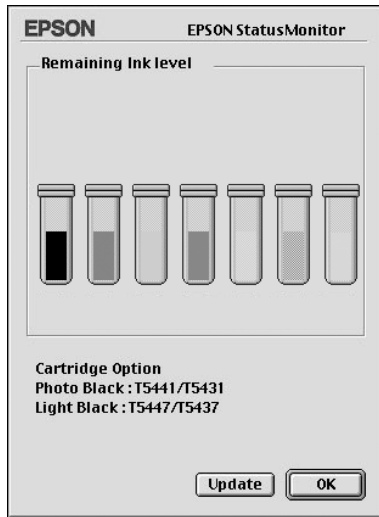 EPSON
EPSON StatusMonitor
Remaining Ink level
Cartridge Option
Photo Black : T5441/T5431
Light Black : T5447/T5437
Update
OK